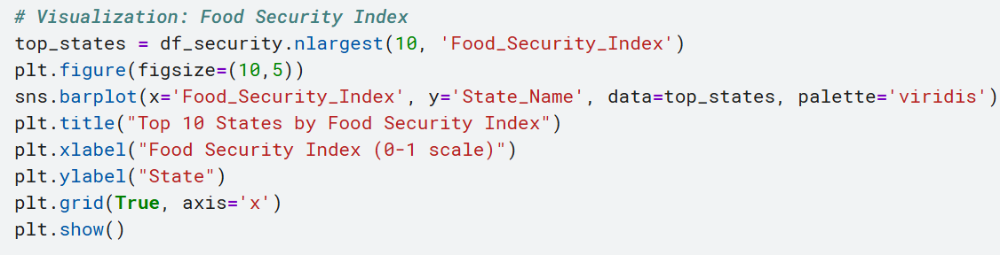 # Visualization: Food Security Index
top_states = df_security.nlargest(10, 'Food_Security_Index')
plt.figure(figsize=(10,5))
sns.barplot(x='Food_Security_Index', y='State_Name', data=top_states, palette='viridis')
plt.title("Top 10 States by Food Security Index")
plt.xlabel("Food Security Index (0-1 scale)")
plt.ylabel("State")
plt.grid(True, axis='x')
plt.show()